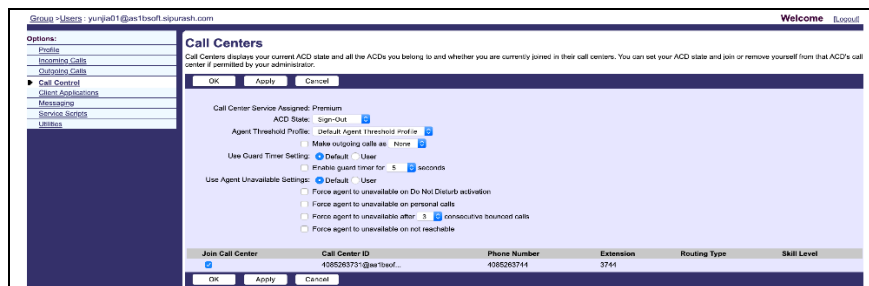 Group >Users : yunjia01@as1bsoft.sipurash.com
Welcome [Logout]
Options:
Profile
Incoming Calls
Outgoing Calls
Call Control
Client Applications
Messaging
Service Scripts
Utilities
Call Centers
Call Centers displays your current ACD state and all the ACDs you belong to and whether you are currently joined in their call centers. You can set your ACD state and join or remove yourself from that ACD's call
center if permitted by your administrator.
OK Apply Cancel
Call Center Service Assigned: Premium
ACD State: Sign-Out
Agent Threshold Profile: Default Agent Threshold Profile
Make outgoing calls as None
Use Guard Timer Setting: Default User
Enable guard timer for 5 seconds
Use Agent Unavailable Settings: Default User
Force agent to unavailable on Do Not Disturb activation
Force agent to unavailable on personal calls
Force agent to unavailable after 3 consecutive bounced calls
Force agent to unavailable on not reachable
Join Call Center Call Center ID Phone Number Extension Routing Type Skill Level
4085263731@as1bsof... 4085263744 3744
OK Apply Cancel